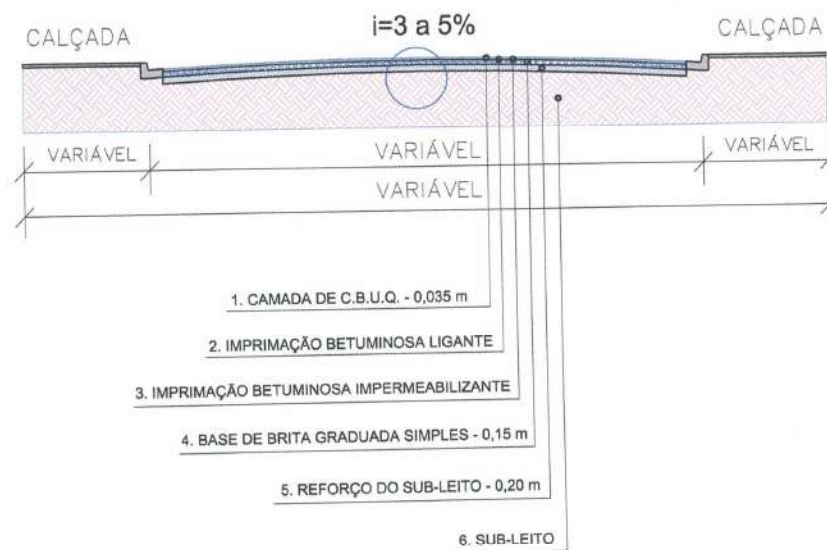 i=3 a 5%
CALÇADA
CALÇADA
VARIÁVEL
VARIÁVEL
VARIÁVEL
VARIÁVEL
1. CAMADA DE C.B.U.Q. - 0,035 m
2. IMPRIMAÇÃO BETUMINOSA LIGANTE
3. IMPRIMAÇÃO BETUMINOSA IMPERMEABILIZANTE
4. BASE DE BRITA GRADUADA SIMPLES - 0,15 m
5. REFORÇO DO SUB-LEITO - 0,20 m
6. SUB-LEITO